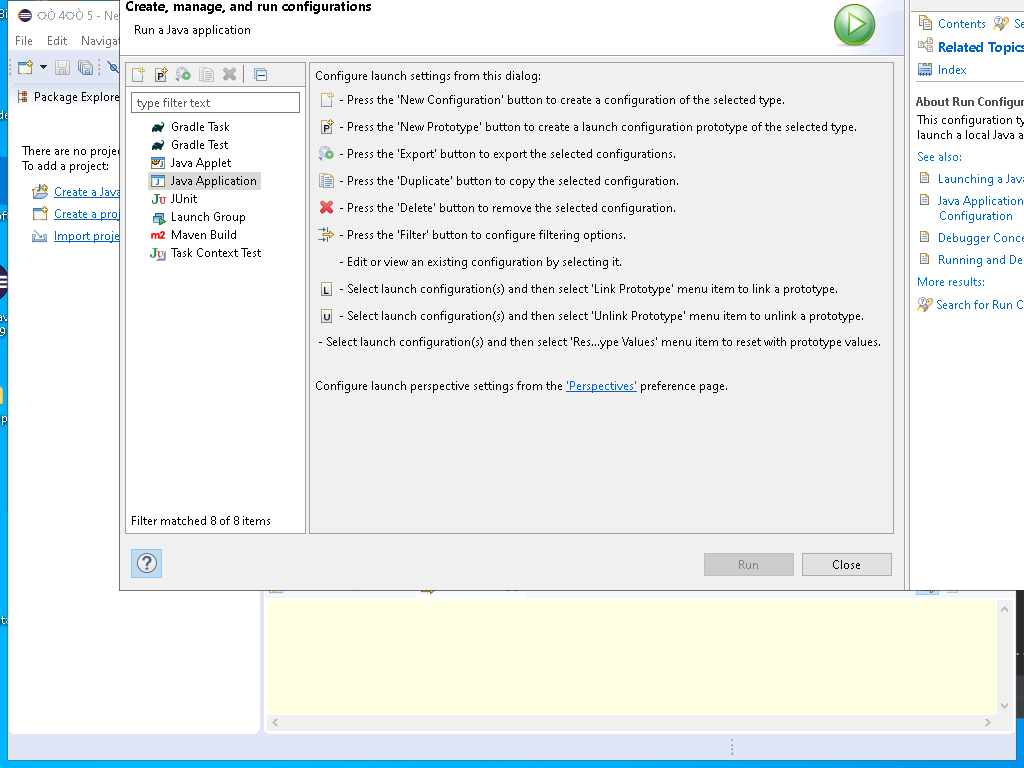 Create, manage, and run configurations
Run a Java application
File Edit Navigat
Package Explore
There are no projec
To add a project:
Create a Java
Create a proj
Import proje
type filter text
Gradle Task
Gradle Test
Java Applet
Java Application
JUnit
Launch Group
Maven Build
Task Context Test
Filter matched 8 of 8 items
Configure launch settings from this dialog:
- Press the 'New Configuration' button to create a configuration of the selected type.
- Press the 'New Prototype' button to create a launch configuration prototype of the selected type.
- Press the 'Export' button to export the selected configurations.
- Press the 'Duplicate' button to copy the selected configuration.
- Press the 'Delete' button to remove the selected configuration.
- Press the 'Filter' button to configure filtering options.
- Edit or view an existing configuration by selecting it.
- Select launch configuration(s) and then select 'Link Prototype' menu item to link a prototype.
- Select launch configuration(s) and then select 'Unlink Prototype' menu item to unlink a prototype.
- Select launch configuration(s) and then select 'Res...ype Values' menu item to reset with prototype values.
Configure launch perspective settings from the 'Perspectives' preference page.
Run
Close
Contents Se
Related Topics
Index
About Run Configur
This configuration ty
launch a local Java a
See also:
Launching a Java
Java Application
Configuration
Debugger Conce
Running and De
More results:
Search for Run C